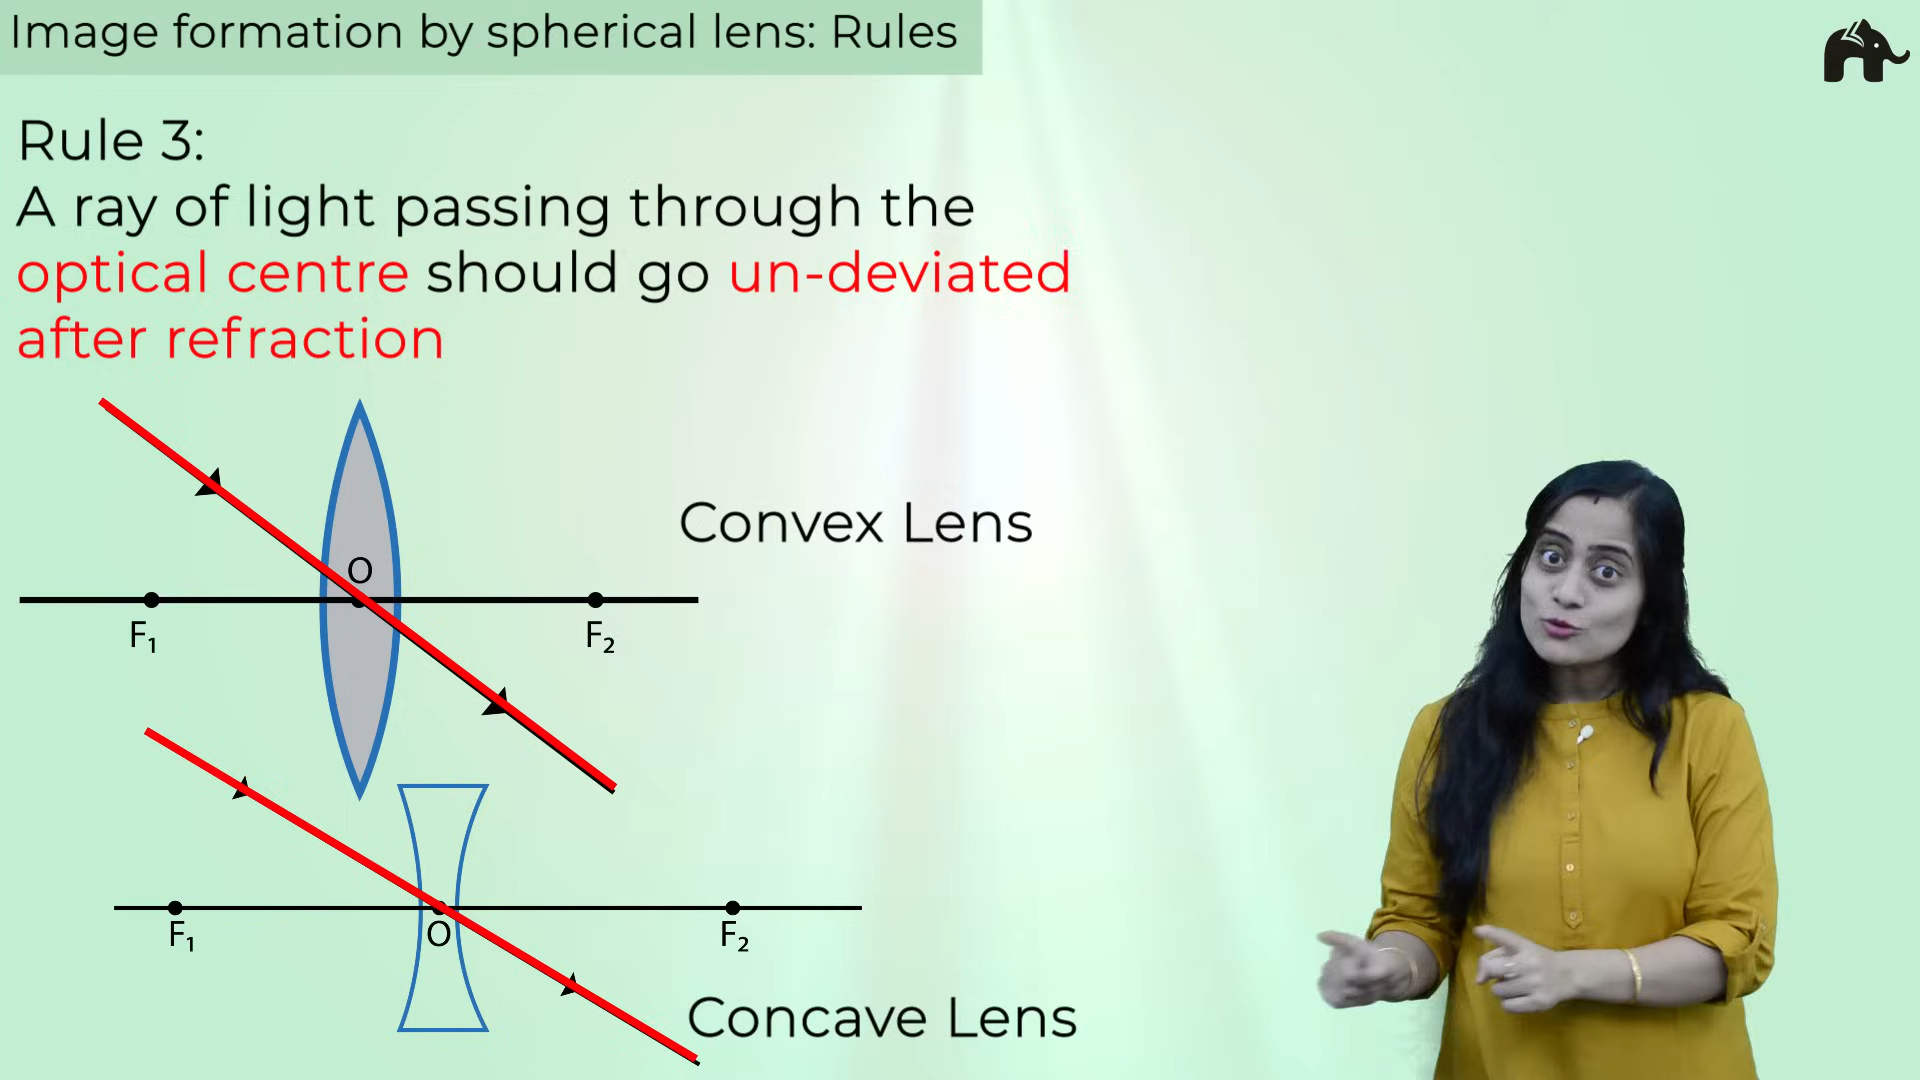 Image formation by spherical lens: Rules
Rule 3:
A ray of light passing through the
optical centre should go un-deviated
after refraction
O
Convex Lens
F₁
F₂
F₁
O
F₂
Concave Lens